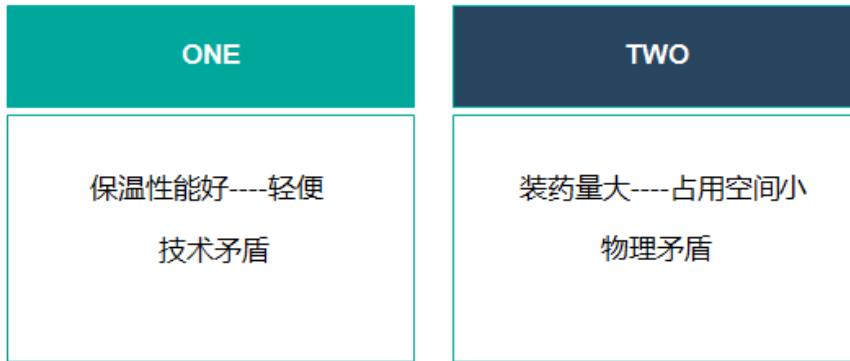 ONE
保温性能好----轻便
技术矛盾
TWO
装药量大----占用空间小
物理矛盾